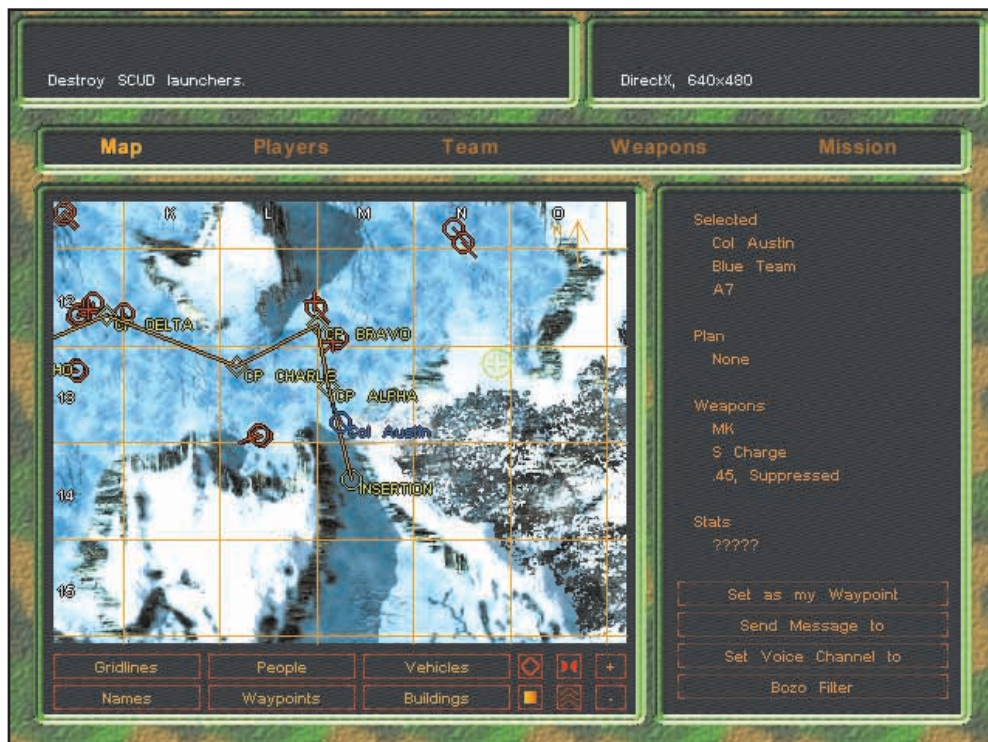 Destroy SCUD launchers.
DirectX, 640x480
Map Players Team Weapons Mission
K L M N O
12
CP DELTA
CP BRAVO
HO
CP CHARLIE
13
CP ALPHA
Col Austin
14
INSERTION
15
Gridlines People Vehicles +
Names Waypoints Buildings -
Selected
Col Austin
Blue Team
A7
Plan
None
Weapons
MK
S Charge
.45, Suppressed
Stats
?????
Set as my Waypoint
Send Message to
Set Voice Channel to
Bozo Filter